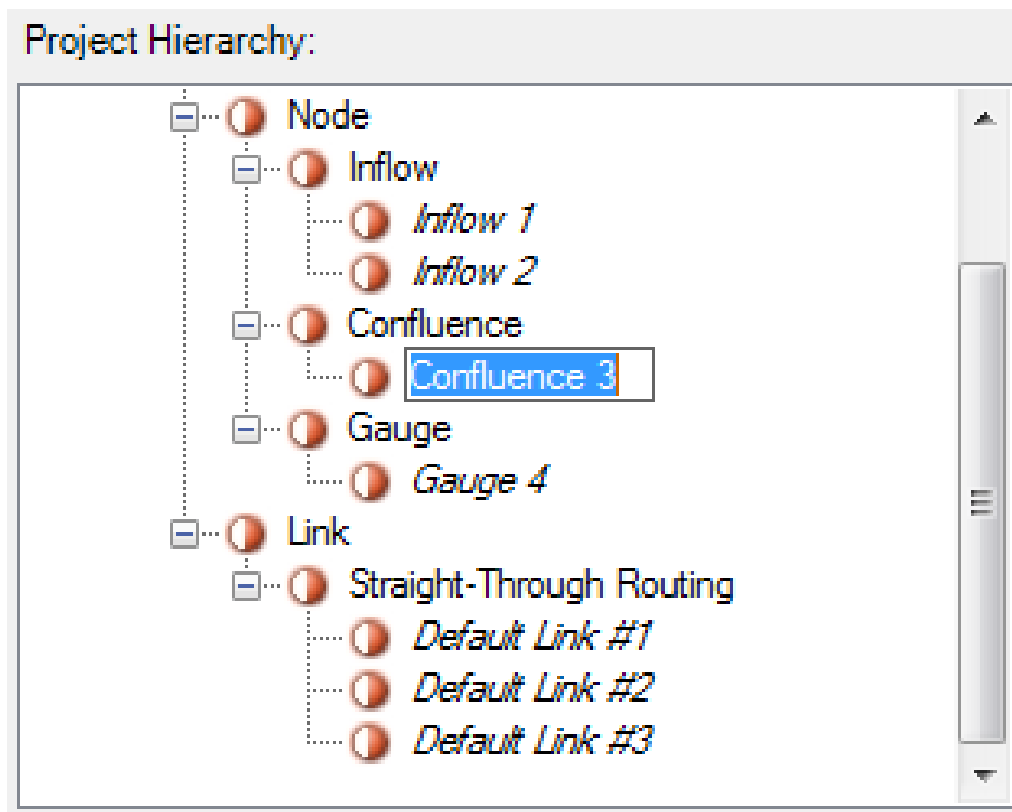 Project Hierarchy:
Node
Inflow
Inflow 1
Inflow 2
Confluence
Confluence 3
Gauge
Gauge 4
Link
Straight-Through Routing
Default Link #1
Default Link #2
Default Link #3